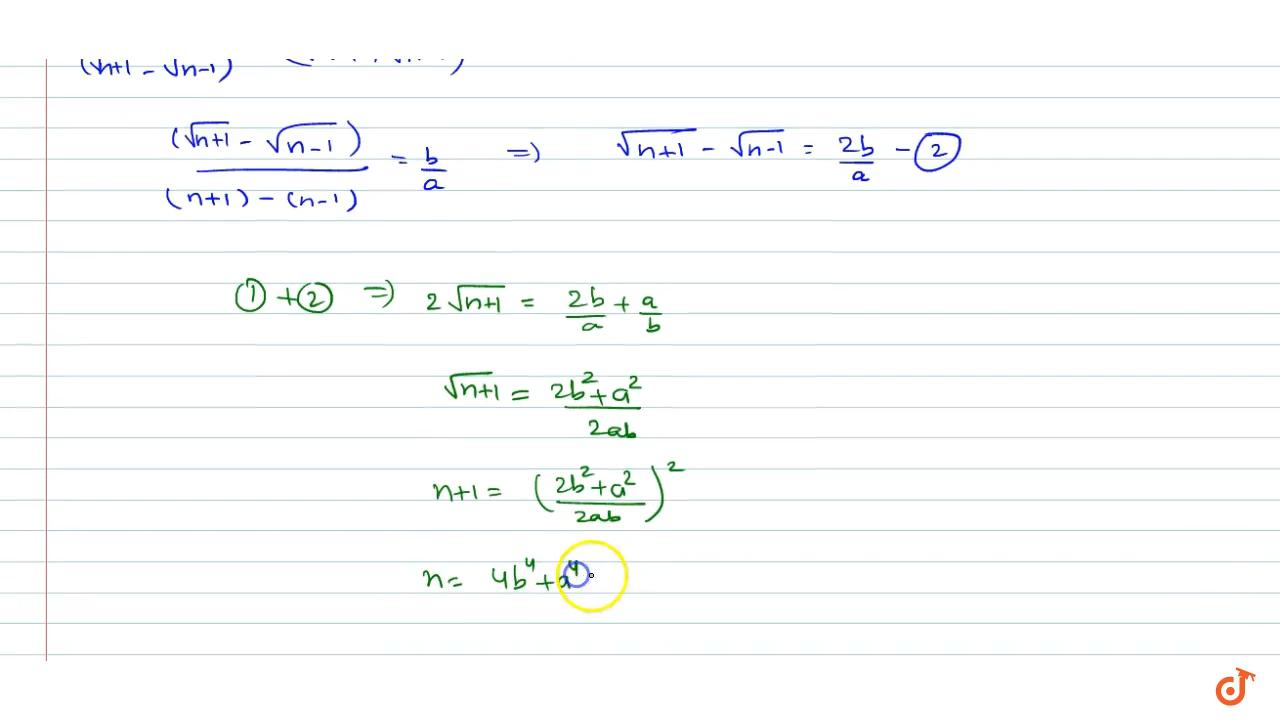 (√n+1 - √n-1)
(√n+1 - √n-1) / (n+1) - (n-1) = b/a ⇒ √n+1 - √n-1 = 2b/a - ②
① + ② ⇒ 2√n+1 = 2b/a + a/b
√n+1 = 2b²+a² / 2ab
n+1 = (2b²+a² / 2ab)²
n = 4b⁴+a⁴